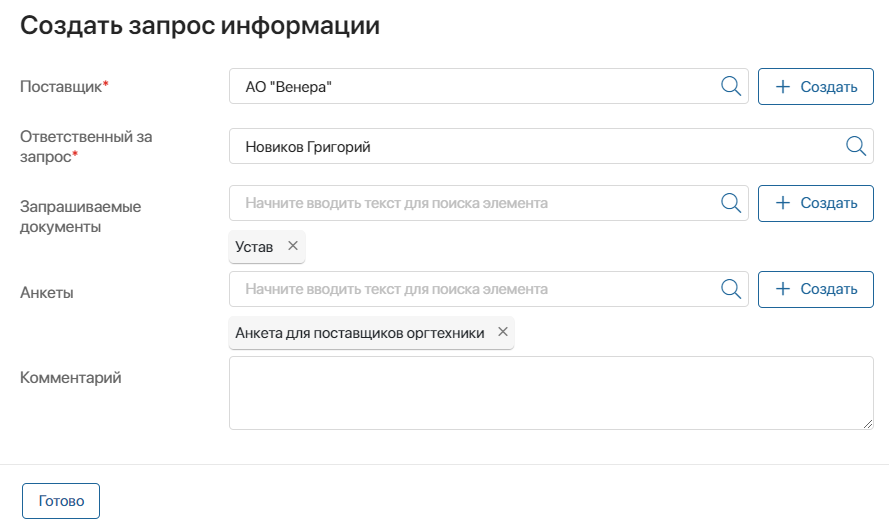 Создать запрос информации
Поставщик*
АО "Венера"
+ Создать
Ответственный за
запрос*
Новиков Григорий
Запрашиваемые
документы
Начните вводить текст для поиска элемента
+ Создать
Устав ×
Анкеты
Начните вводить текст для поиска элемента
+ Создать
Анкета для поставщиков оргтехники ×
Комментарий
Готово